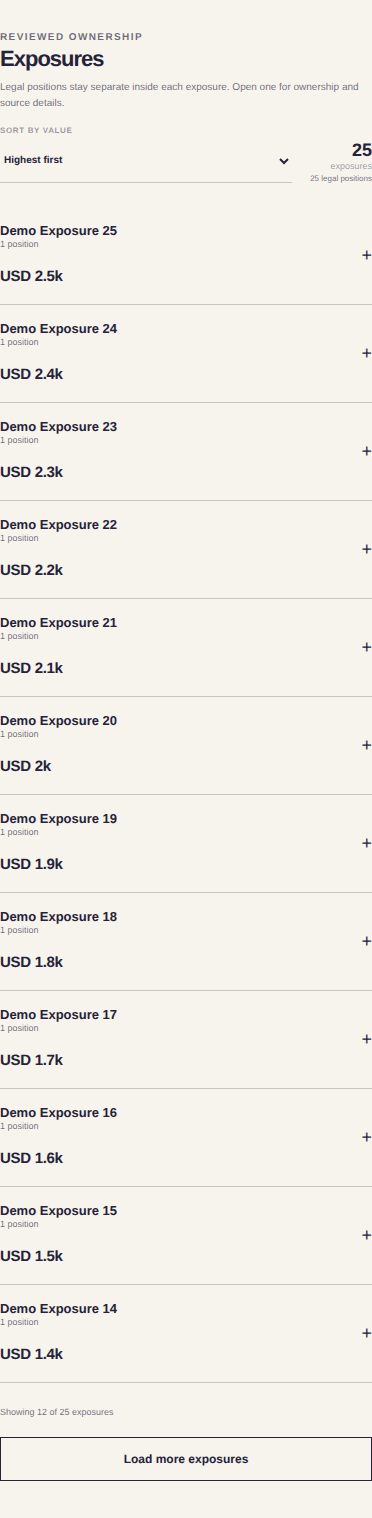 REVIEWED OWNERSHIP
Exposures
Legal positions stay separate inside each exposure. Open one for ownership and
source details.
SORT BY VALUE
Highest first
25
exposures
25 legal positions
Demo Exposure 25
1 position
+
USD 2.5k
Demo Exposure 24
1 position
+
USD 2.4k
Demo Exposure 23
1 position
+
USD 2.3k
Demo Exposure 22
1 position
+
USD 2.2k
Demo Exposure 21
1 position
+
USD 2.1k
Demo Exposure 20
1 position
+
USD 2k
Demo Exposure 19
1 position
+
USD 1.9k
Demo Exposure 18
1 position
+
USD 1.8k
Demo Exposure 17
1 position
+
USD 1.7k
Demo Exposure 16
1 position
+
USD 1.6k
Demo Exposure 15
1 position
+
USD 1.5k
Demo Exposure 14
1 position
+
USD 1.4k
Showing 12 of 25 exposures
Load more exposures